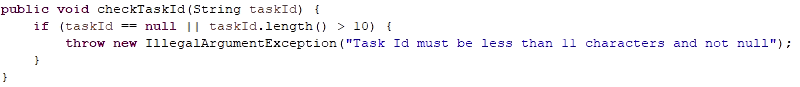 public void checkTaskId(String taskId) {
    if (taskId == null || taskId.length() > 10) {
        throw new IllegalArgumentException("Task Id must be less than 11 characters and not null");
    }
}